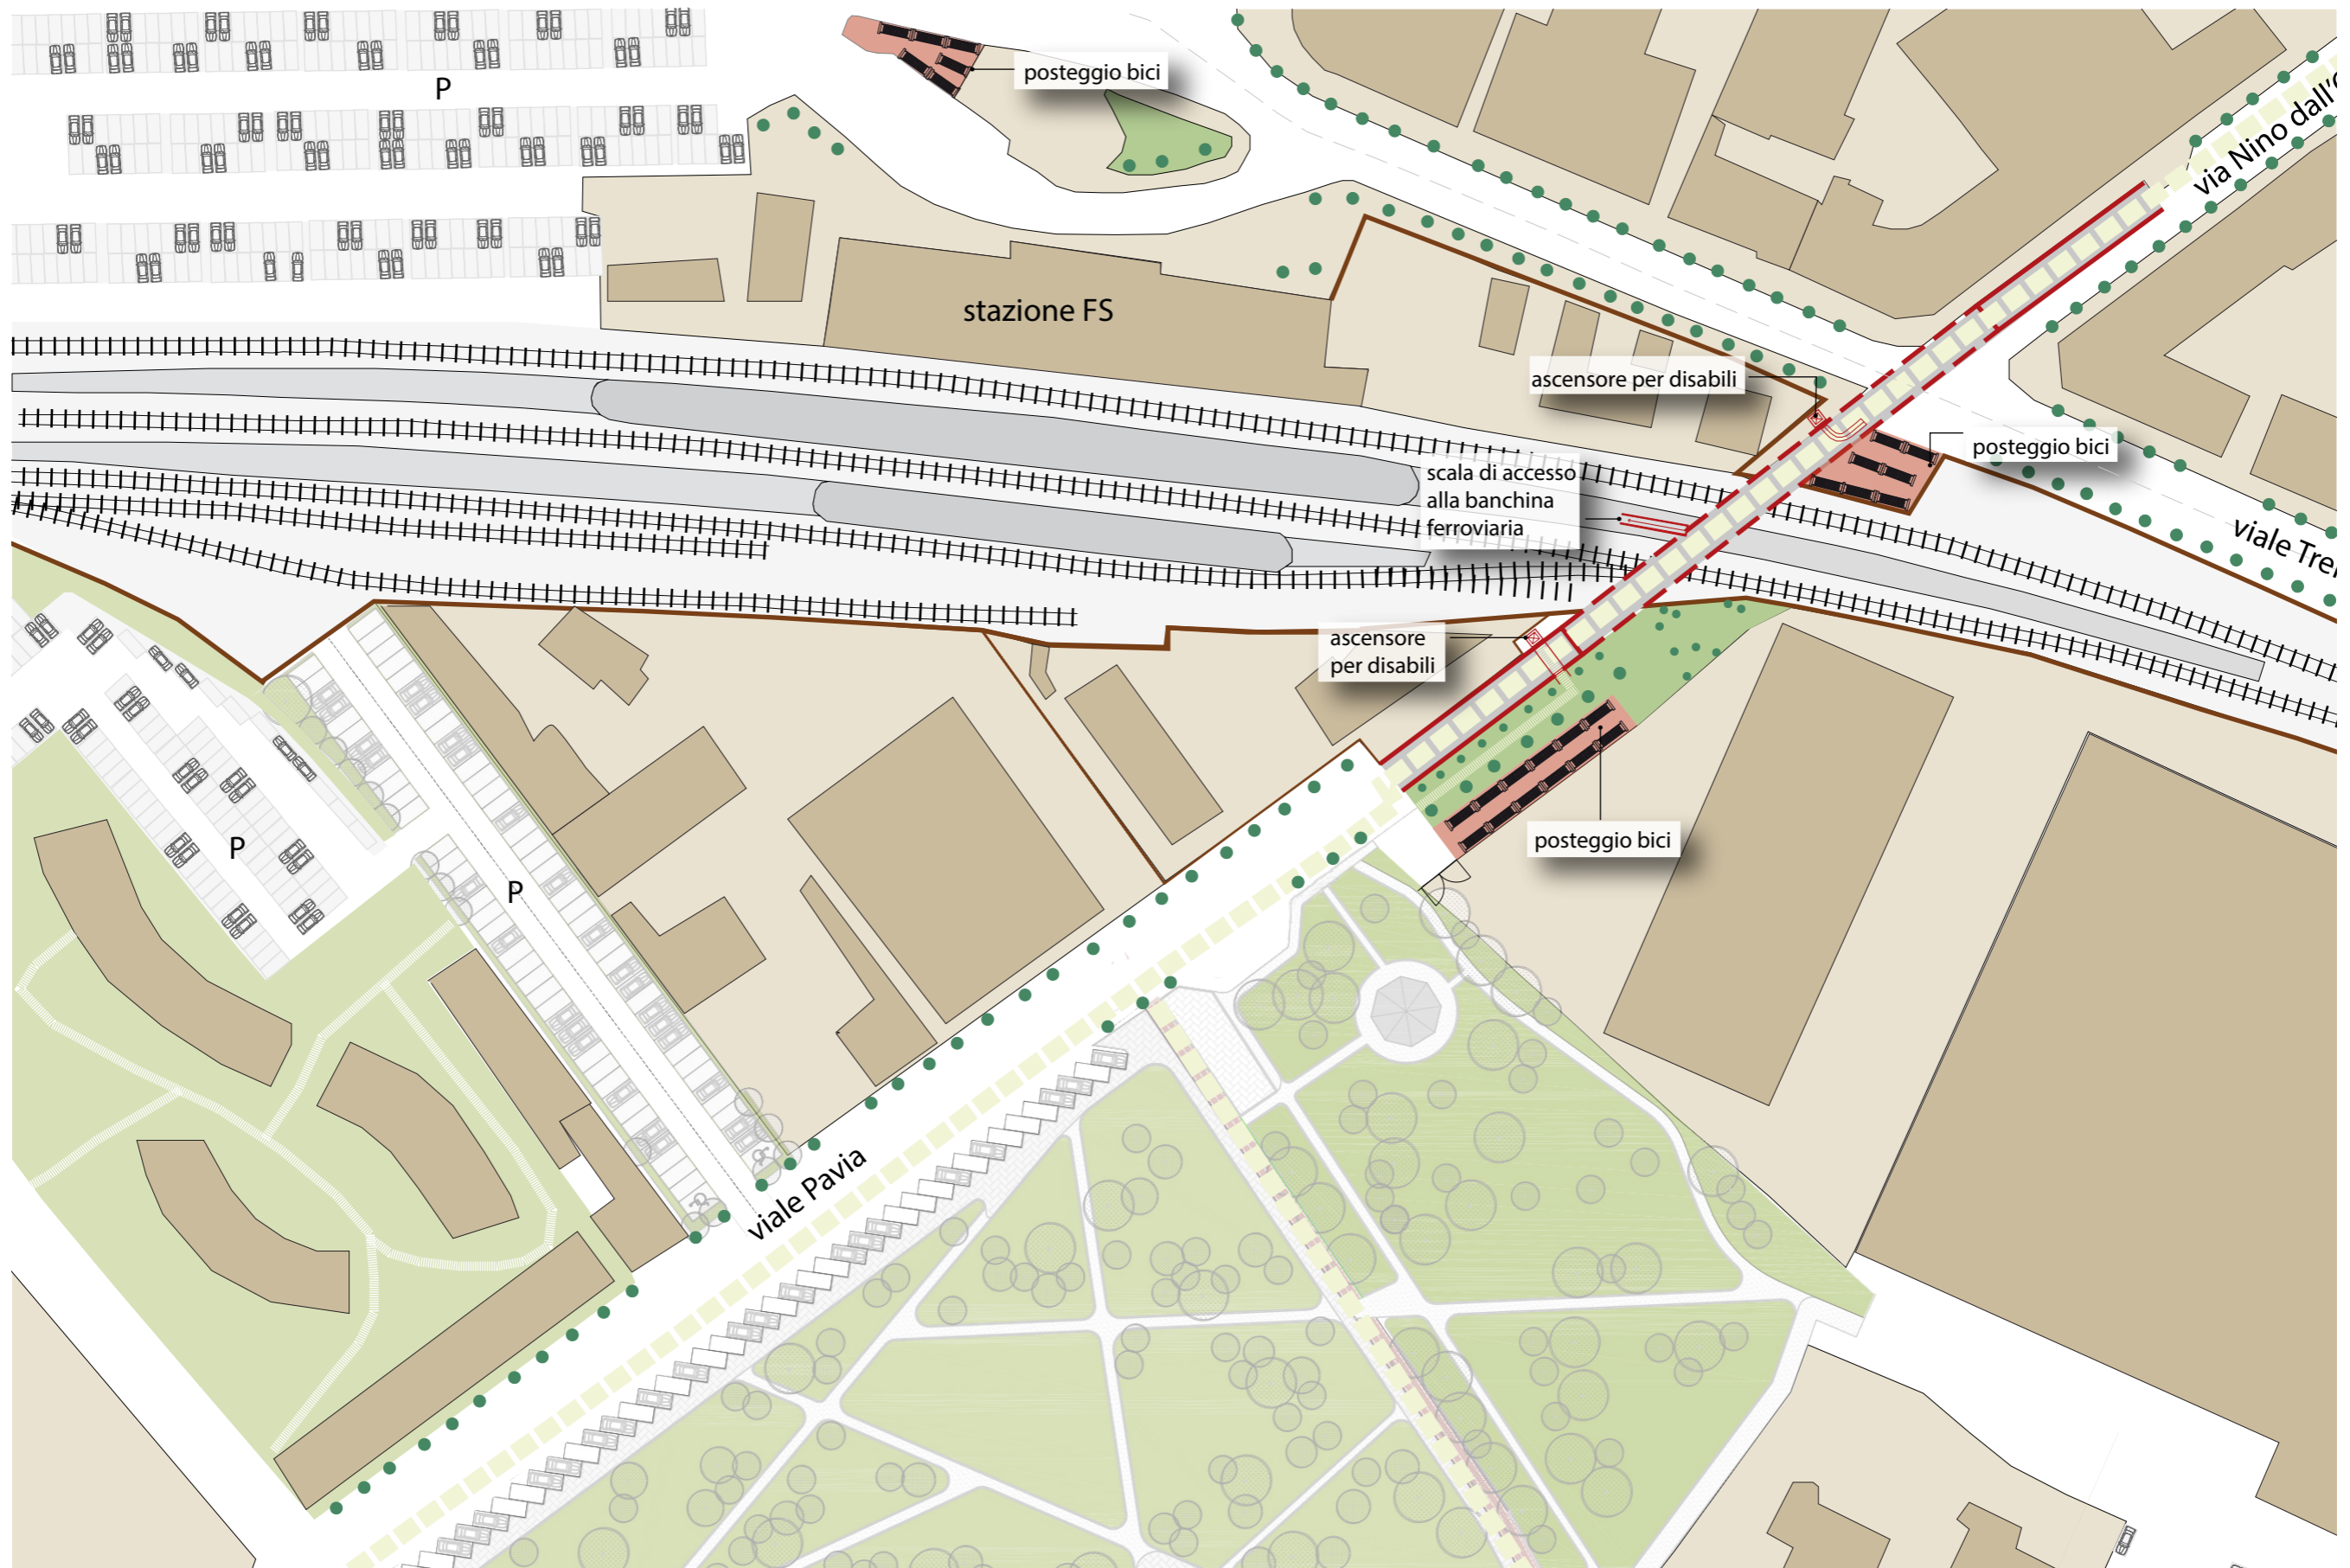 P
posteggio bici
via Nino dall'
stazione FS
ascensore per disabili
posteggio bici
scala di accesso
alla banchina
ferroviaria
viale Tre
ascensore
per disabili
posteggio bici
P
P
viale Pavia